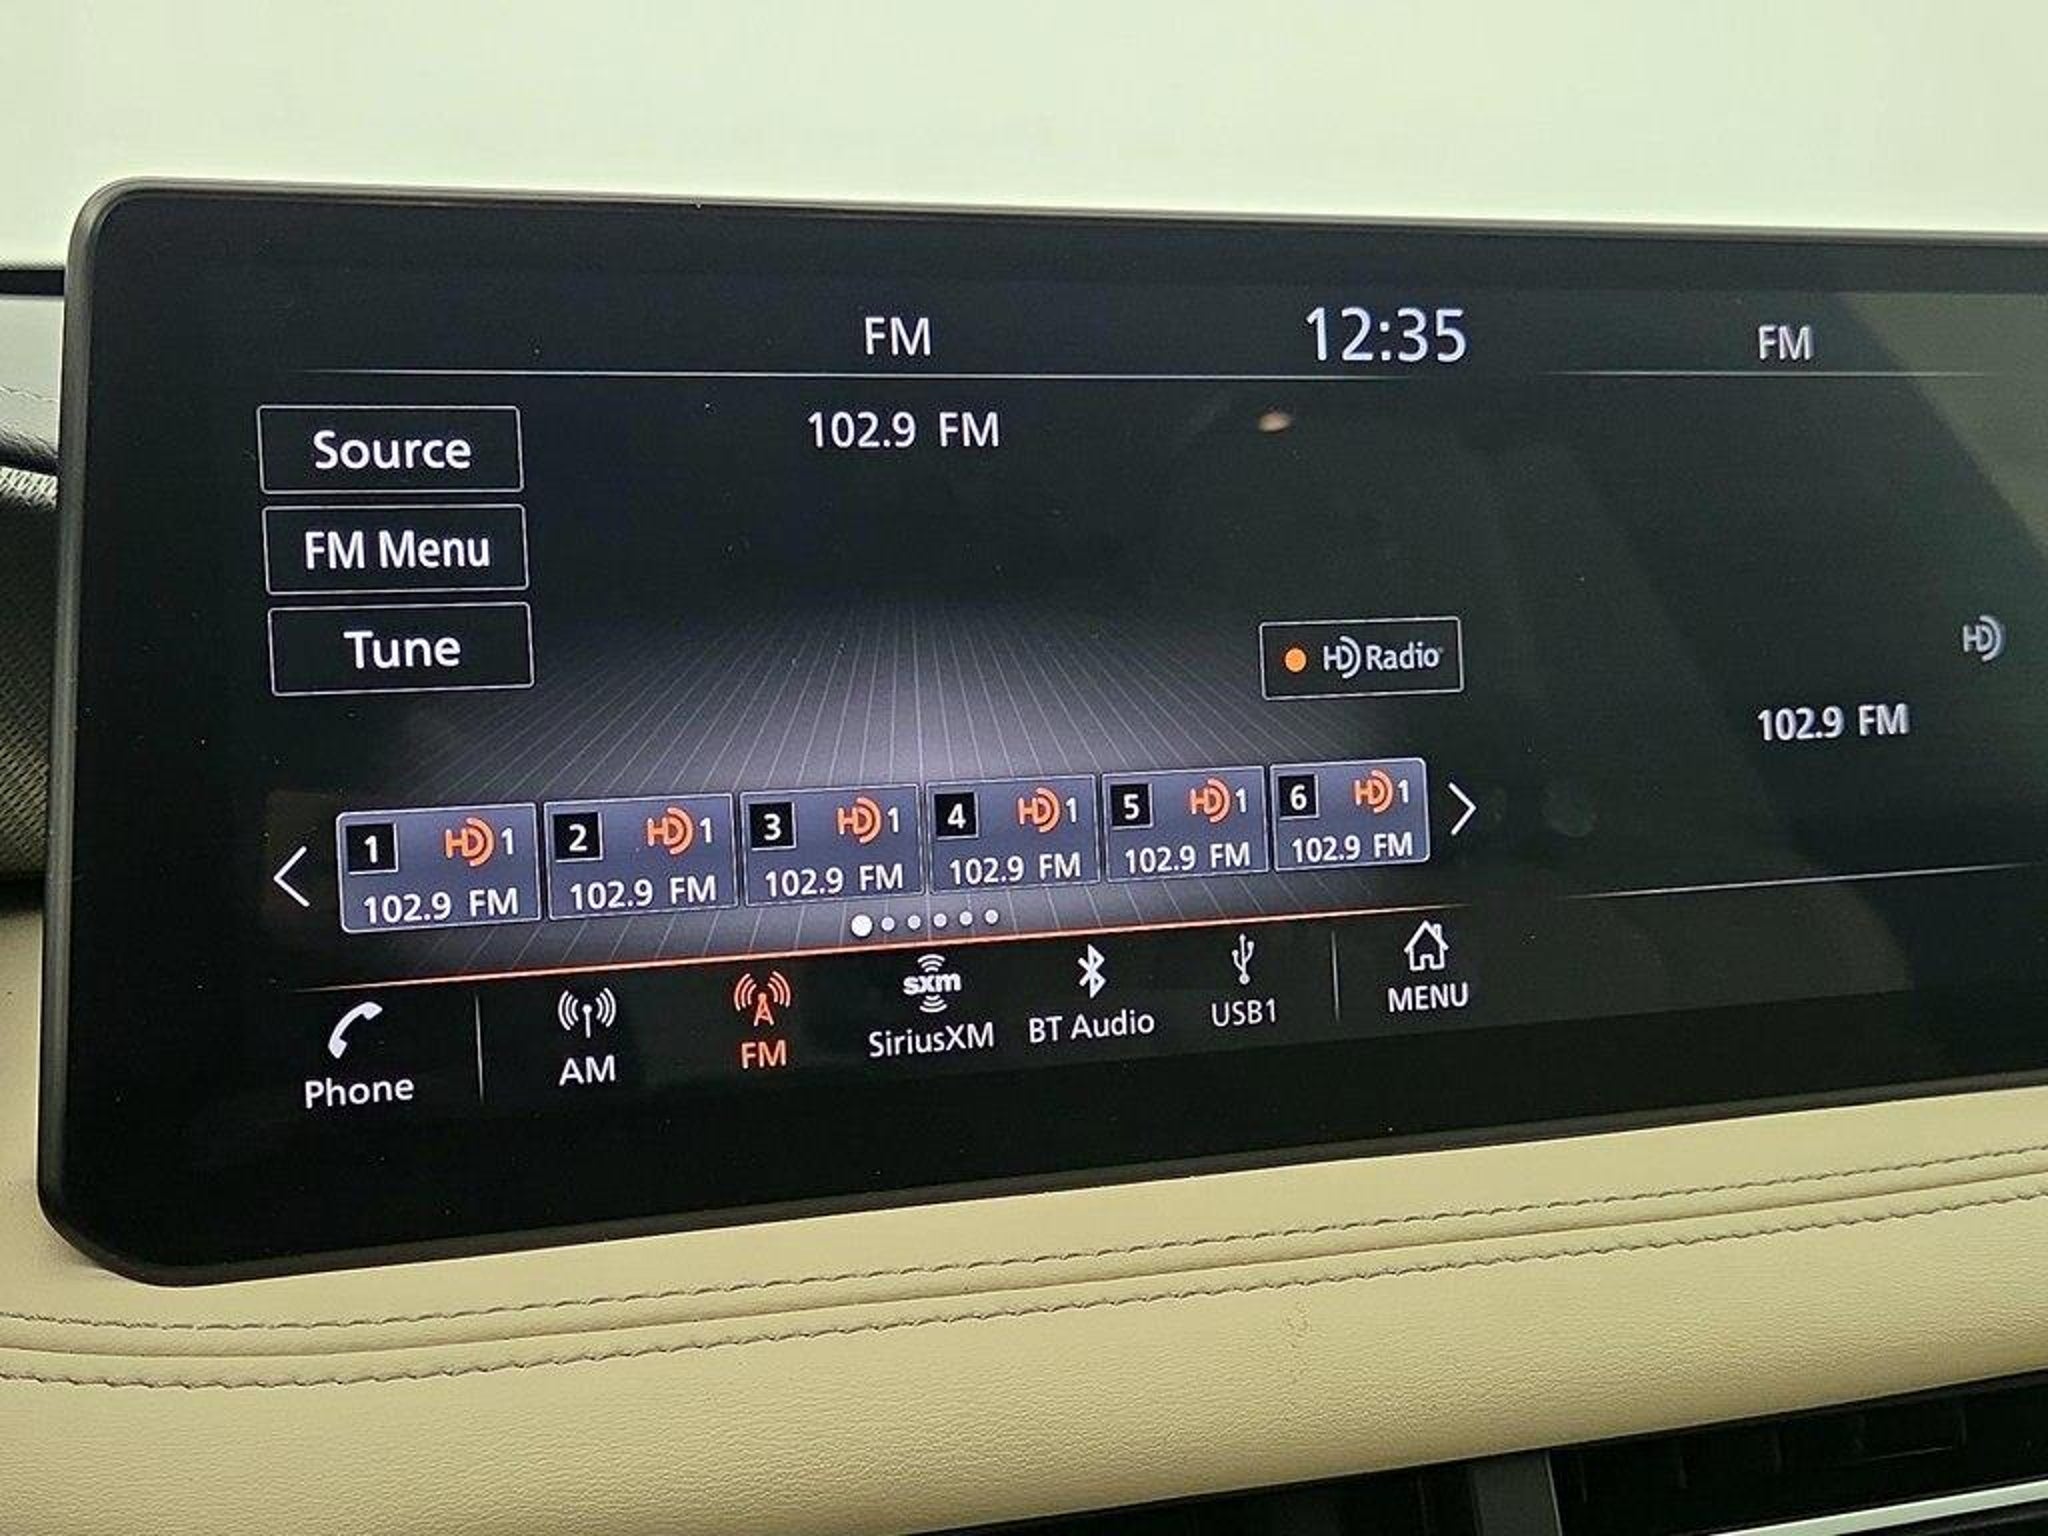 FM 12:35 FM
102.9 FM
Source
FM Menu
Tune
HD Radio
HD
102.9 FM
1 HD 1 2 HD 1 3 HD 1 4 HD 1 5 HD 1 6 HD 1
102.9 FM 102.9 FM 102.9 FM 102.9 FM 102.9 FM 102.9 FM
sxm
Phone AM FM SiriusXM BT Audio USB1 MENU